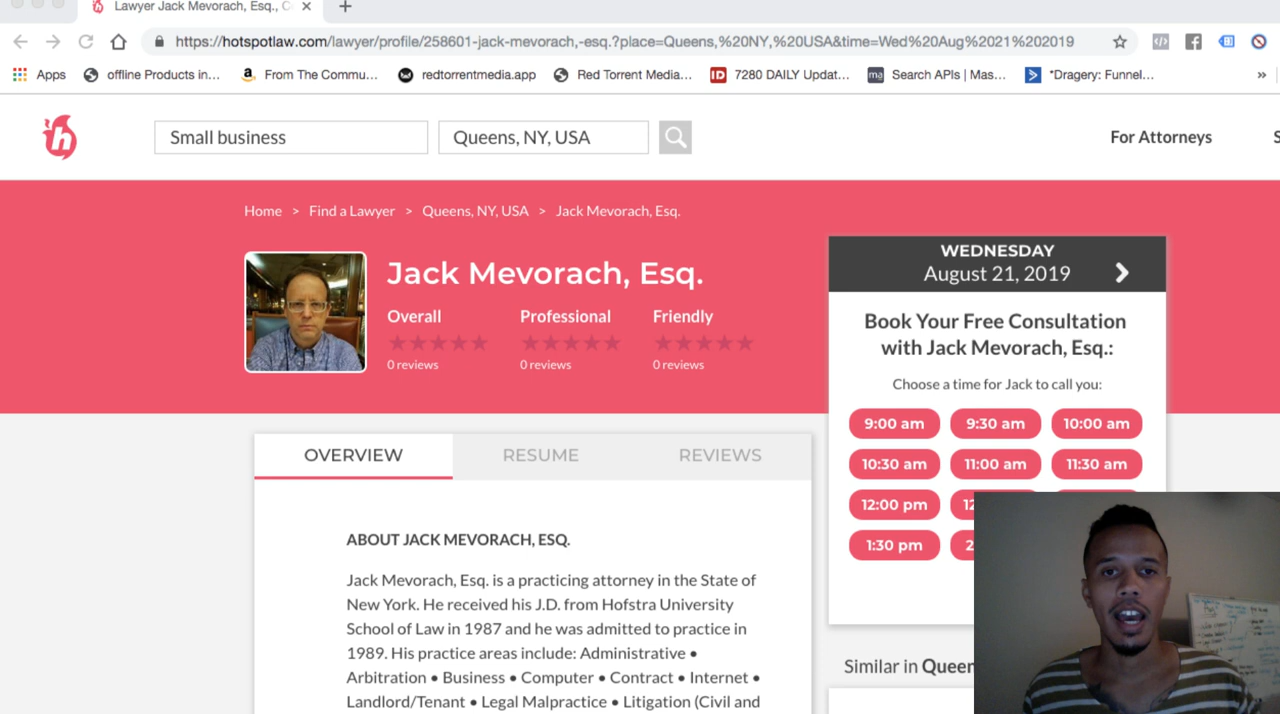 Lawyer Jack Mevorach, Esq., C
https://hotspotlaw.com/lawyer/profile/258601-jack-mevorach,-esq.?place=Queens,%20NY,%20USA&time=Wed%20Aug%2021%202019
Apps offline Products in... From The Commu... redtorrentmedia.app Red Torrent Media... 7280 DAILY Updat... Search APIs | Mas... *Dragery: Funnel... »
h Small business Queens, NY, USA For Attorneys S
Home > Find a Lawyer > Queens, NY, USA > Jack Mevorach, Esq.
Jack Mevorach, Esq.
Overall Professional Friendly
0 reviews 0 reviews 0 reviews
WEDNESDAY
August 21, 2019
Book Your Free Consultation
with Jack Mevorach, Esq.:
Choose a time for Jack to call you:
9:00 am 9:30 am 10:00 am
10:30 am 11:00 am 11:30 am
12:00 pm 12
1:30 pm 2
OVERVIEW RESUME REVIEWS
ABOUT JACK MEVORACH, ESQ.
Jack Mevorach, Esq. is a practicing attorney in the State of
New York. He received his J.D. from Hofstra University
School of Law in 1987 and he was admitted to practice in
1989. His practice areas include: Administrative •
Arbitration • Business • Computer • Contract • Internet •
Landlord/Tenant • Legal Malpractice • Litigation (Civil and
Similar in Queen